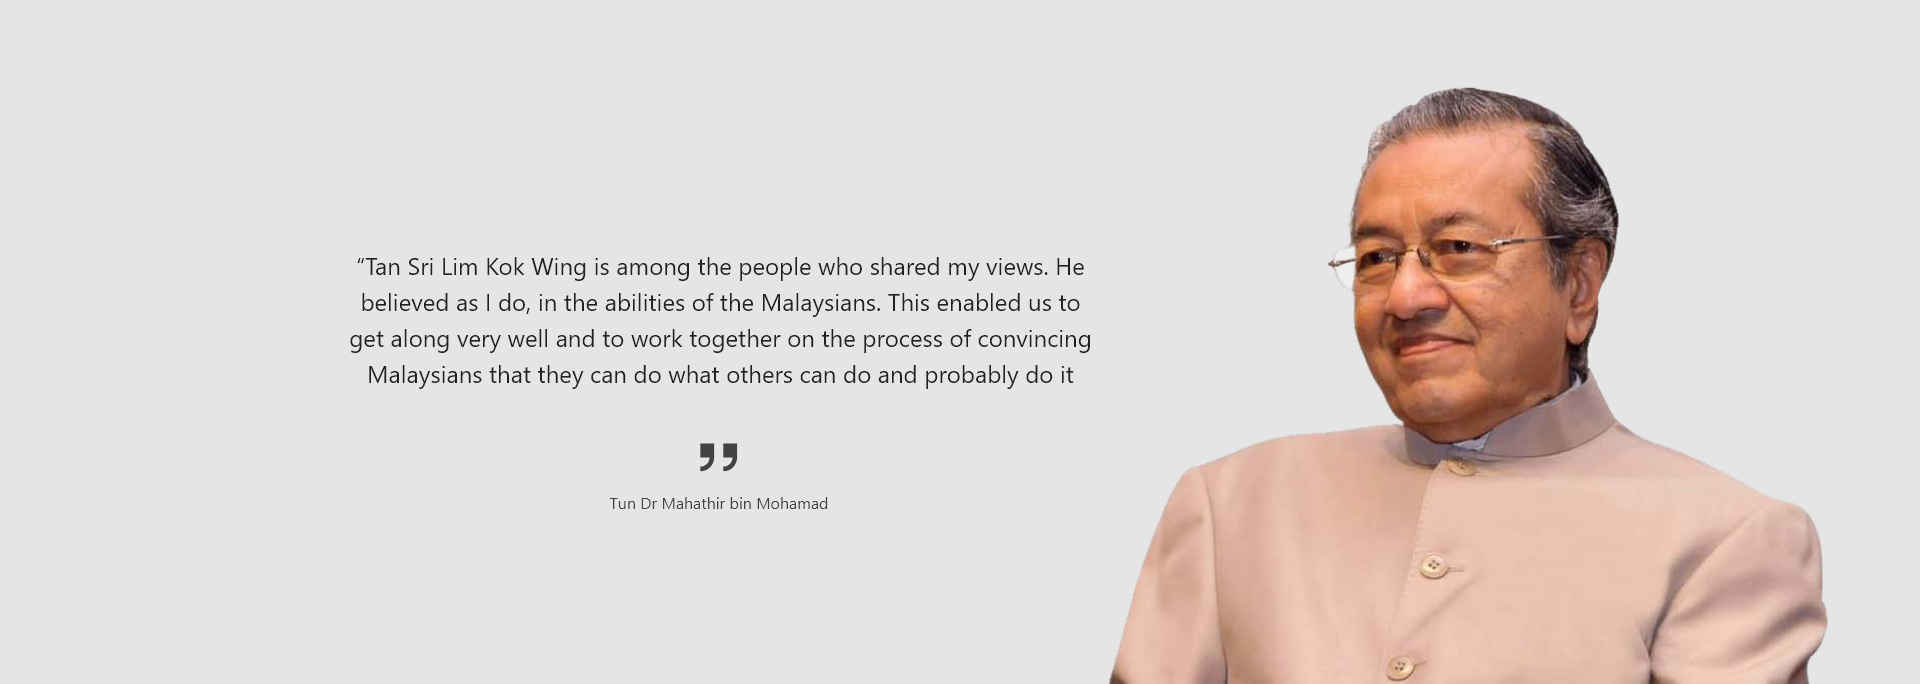 “Tan Sri Lim Kok Wing is among the people who shared my views. He
believed as I do, in the abilities of the Malaysians. This enabled us to
get along very well and to work together on the process of convincing
Malaysians that they can do what others can do and probably do it
”
Tun Dr Mahathir bin Mohamad